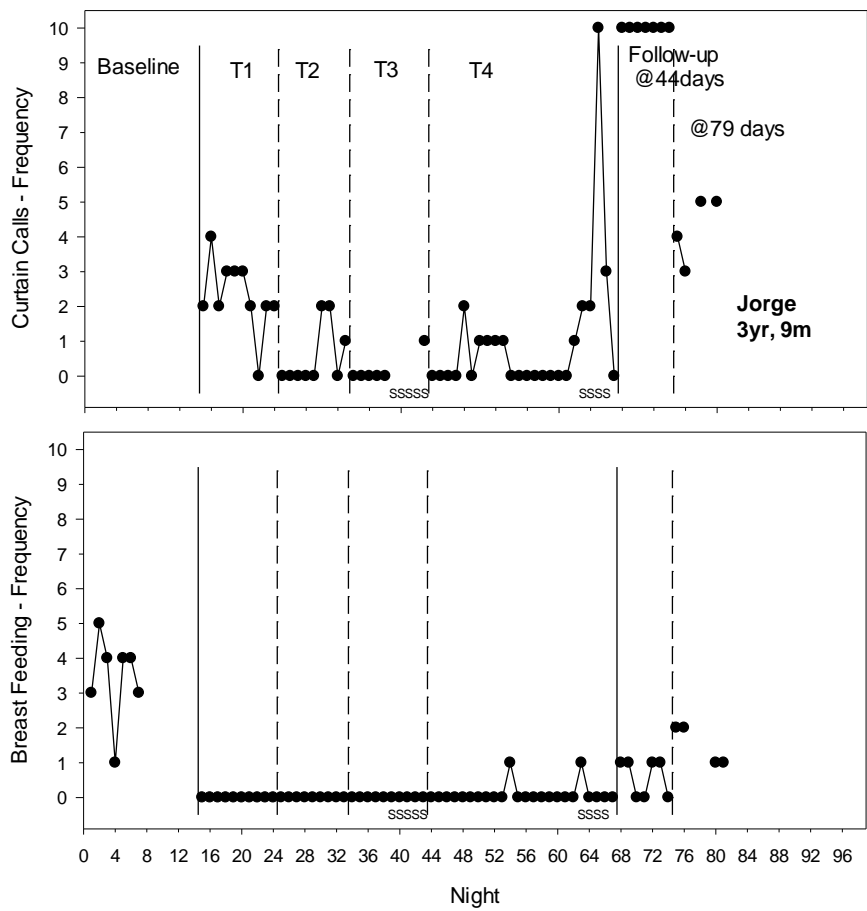 10
9
8
7
6
5
4
3
2
1
0
Curtain Calls - Frequency
Baseline
T1
T2
T3
T4
Follow-up
@44days
@79 days
Jorge
3yr, 9m
SSSSS
SSSS
10
9
8
7
6
5
4
3
2
1
0
Breast Feeding - Frequency
SSSSS
SSSS
0 4 8 12 16 20 24 28 32 36 40 44 48 52 56 60 64 68 72 76 80 84 88 92 96
Night